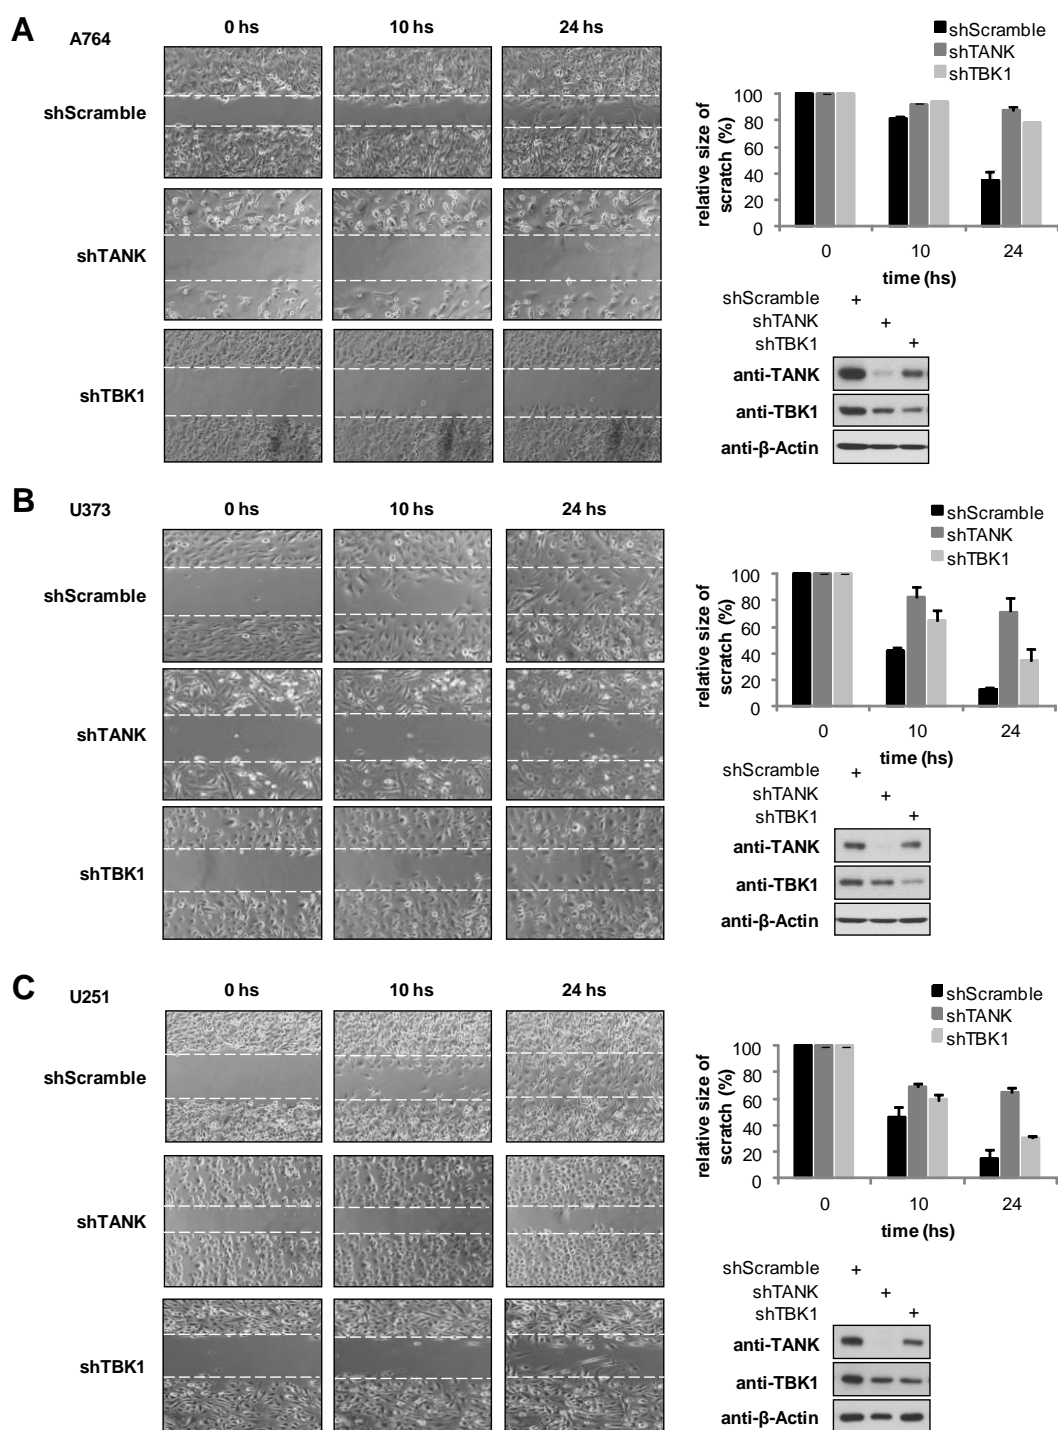 A
A764
0 hs
10 hs
24 hs
shScramble
shTANK
shTBK1
shScramble
shTANK
shTBK1
relative size of
scratch (%)
100
80
60
40
20
0
0
10
24
time (hs)
shScramble +
shTANK +
shTBK1 +
anti-TANK
anti-TBK1
anti-β-Actin
B
U373
0 hs
10 hs
24 hs
shScramble
shTANK
shTBK1
shScramble
shTANK
shTBK1
relative size of
scratch (%)
100
80
60
40
20
0
0
10
24
time (hs)
shScramble +
shTANK +
shTBK1 +
anti-TANK
anti-TBK1
anti-β-Actin
C
U251
0 hs
10 hs
24 hs
shScramble
shTANK
shTBK1
shScramble
shTANK
shTBK1
relative size of
scratch (%)
100
80
60
40
20
0
0
10
24
time (hs)
shScramble +
shTANK +
shTBK1 +
anti-TANK
anti-TBK1
anti-β-Actin